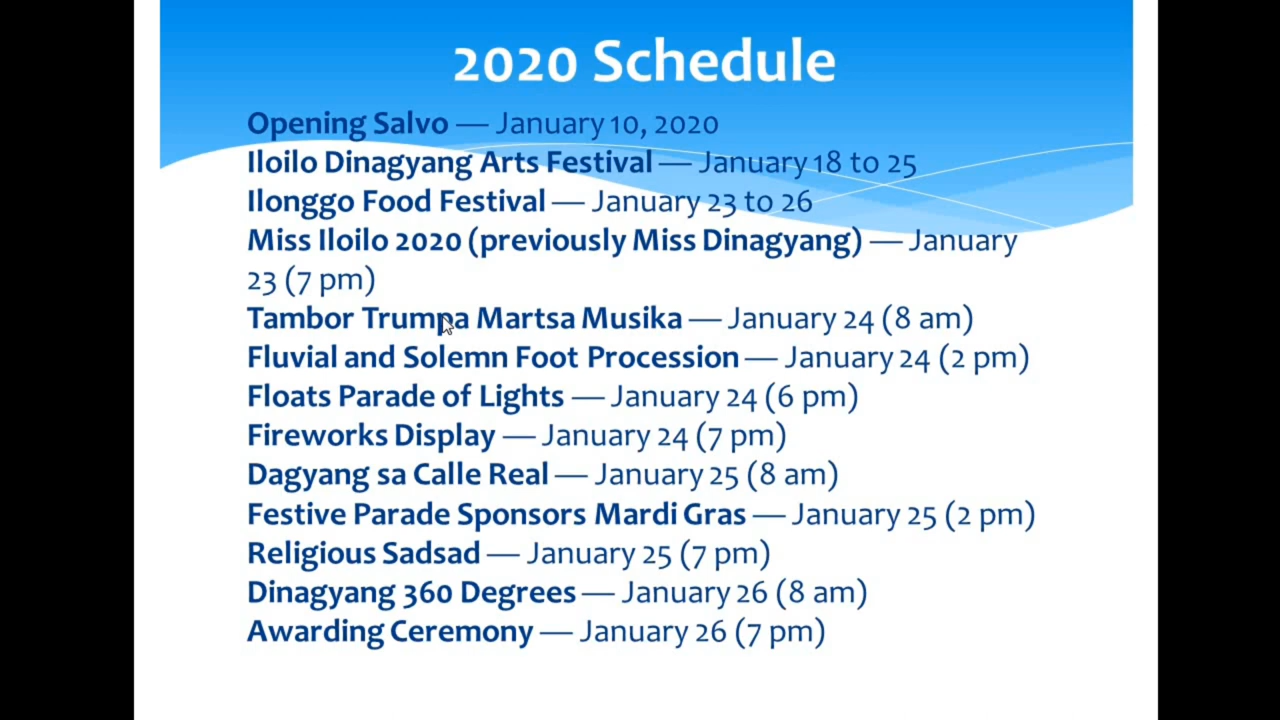 2020 Schedule
Opening Salvo — January 10, 2020
Iloilo Dinagyang Arts Festival — January 18 to 25
Ilonggo Food Festival — January 23 to 26
Miss Iloilo 2020 (previously Miss Dinagyang) — January
23 (7 pm)
Tambor Trumpa Martsa Musika — January 24 (8 am)
Fluvial and Solemn Foot Procession — January 24 (2 pm)
Floats Parade of Lights — January 24 (6 pm)
Fireworks Display — January 24 (7 pm)
Dagyang sa Calle Real — January 25 (8 am)
Festive Parade Sponsors Mardi Gras — January 25 (2 pm)
Religious Sadsad — January 25 (7 pm)
Dinagyang 360 Degrees — January 26 (8 am)
Awarding Ceremony — January 26 (7 pm)